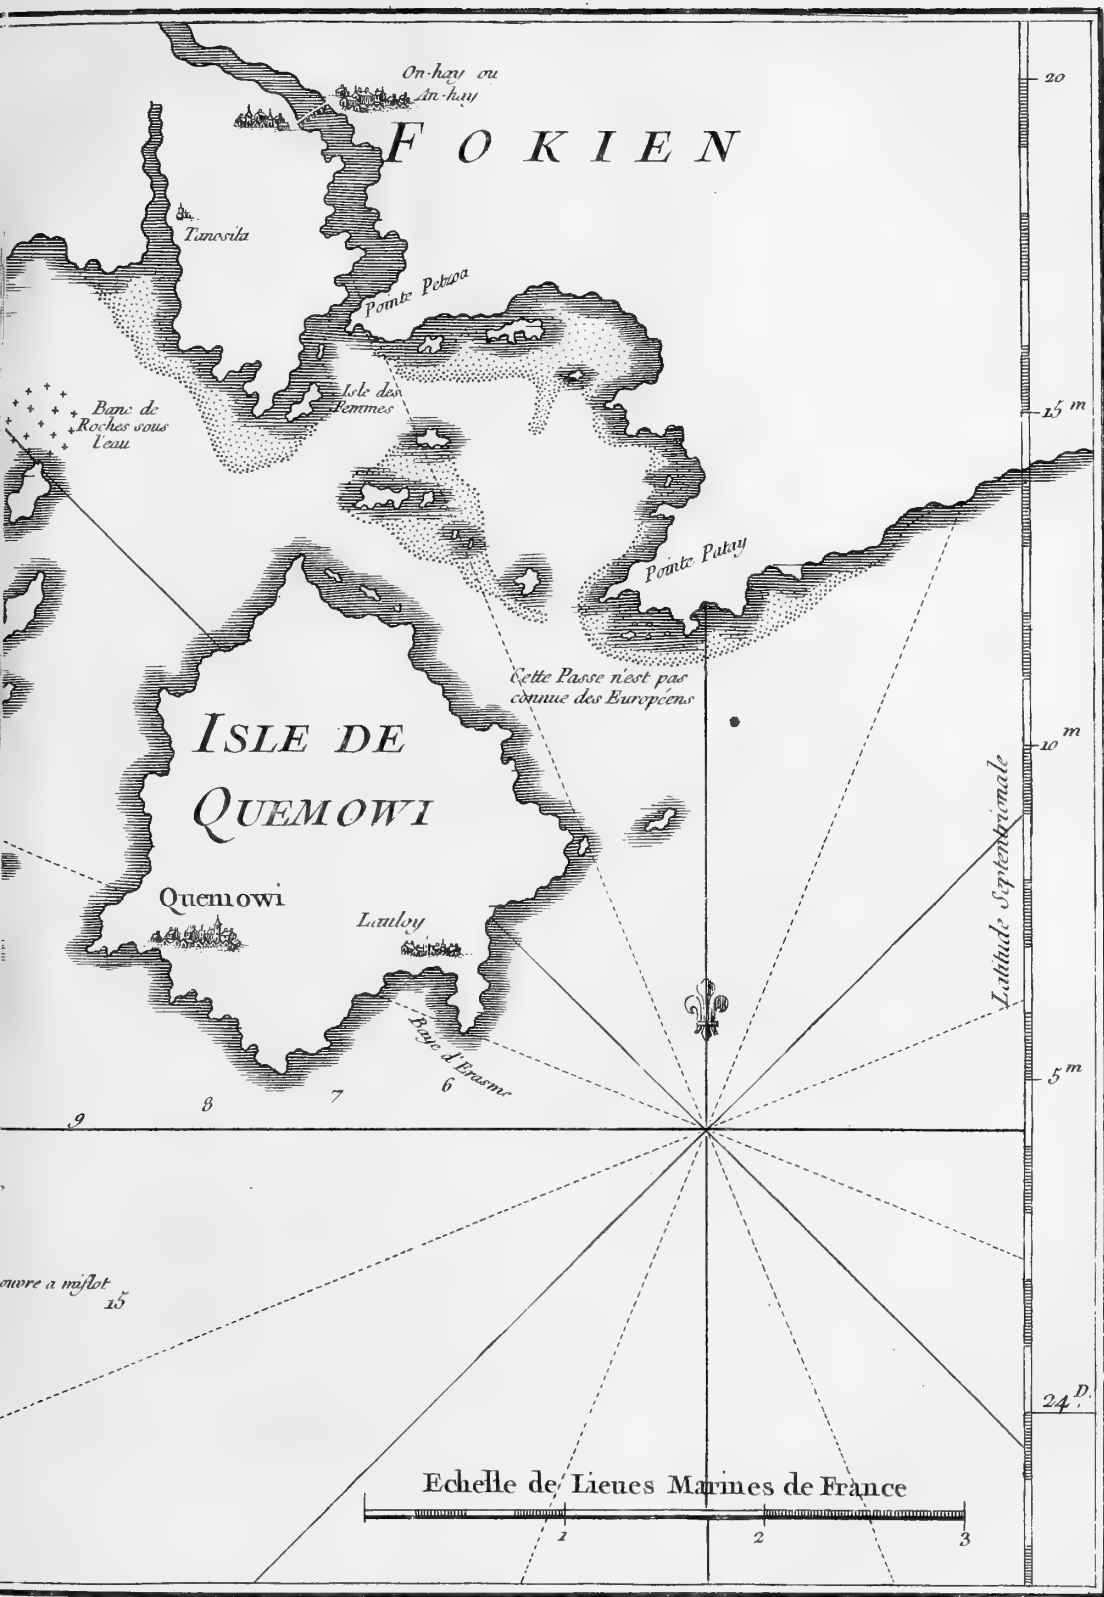 On-hay ou
An-hay
20
FOKIEN
Tanosita
Pointe Petzoa
Isle des
Femmes
15 m
Banc de
Roches sous
l'eau
Pointe Patay
Cette Passe n'est pas
connue des Européens
ISLE DE
QUEMOWI
10 m
Latitude Septentrionale
Quemowi
Lauloy
Baye d'Erasme
5 m
6
7
8
9
ouvre a mislot
15
24 D.
Echelle de Lieues Marines de France
1 2 3